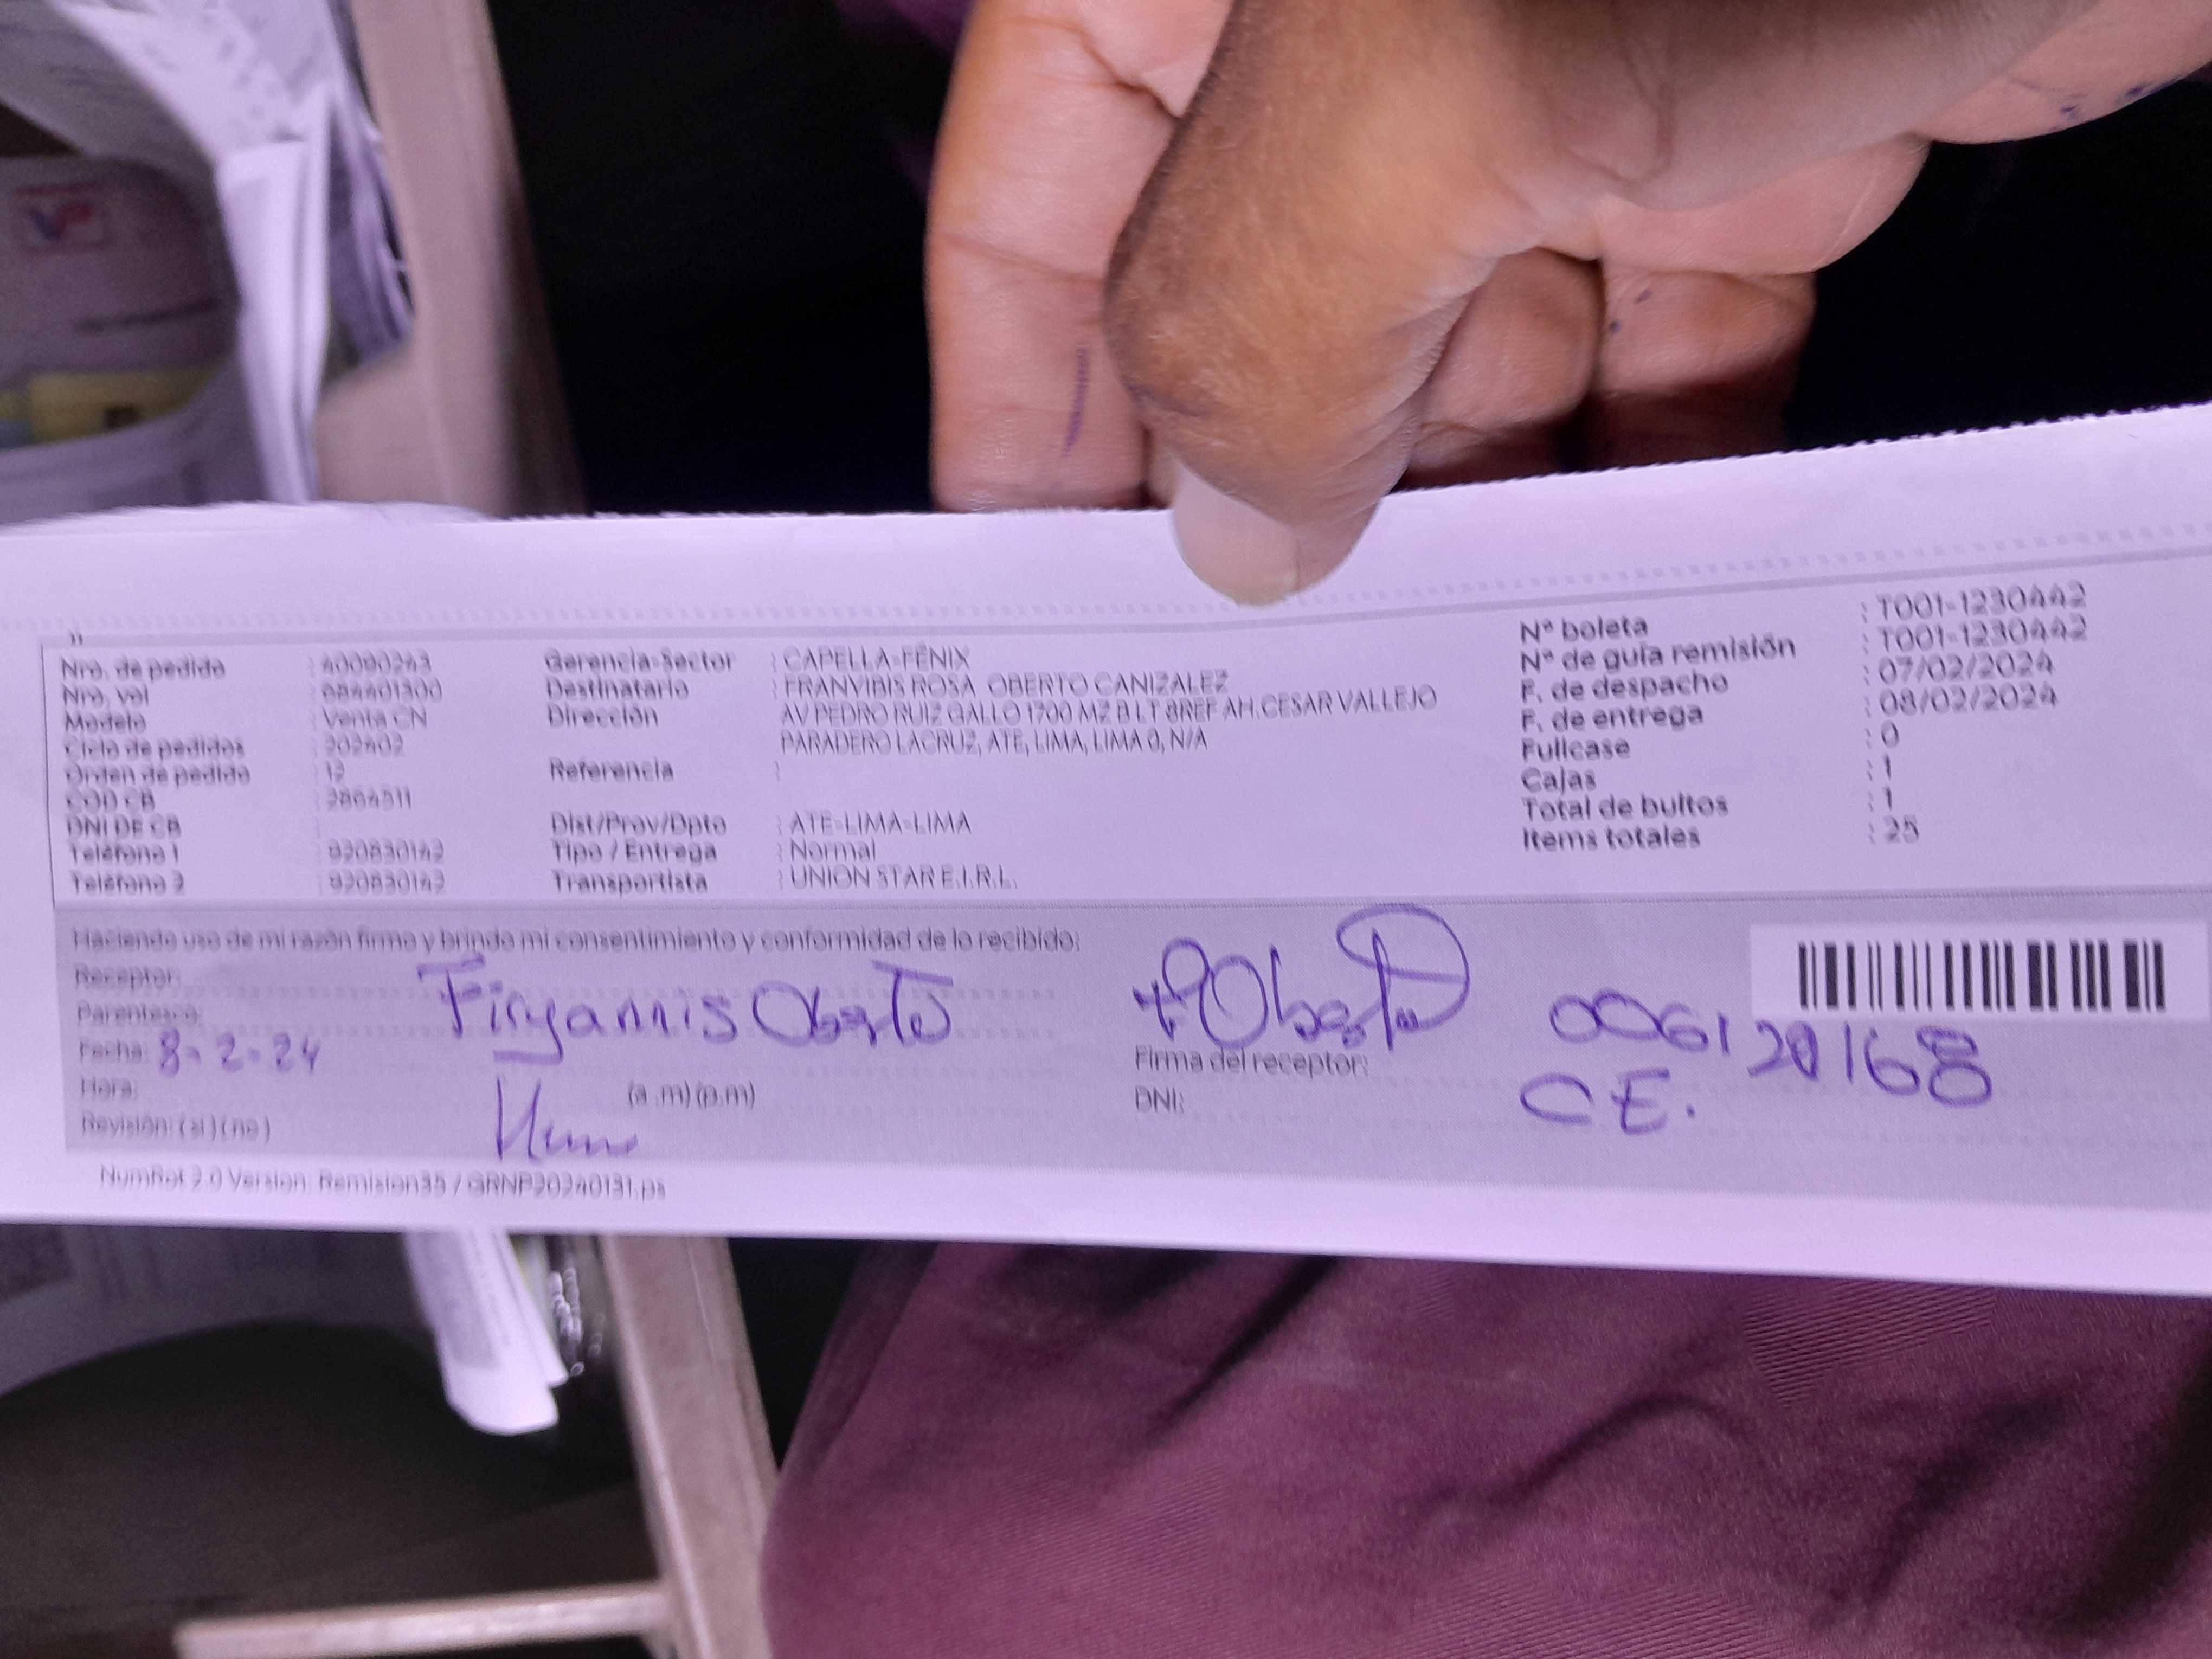 Nro. de pedido : 40090243 Gerencia-Sector : CAPELLA-FÉNIX Nº boleta : T001-1230442
Nro. vol : 084401300 Destinatario : FRANYIBIS ROSA OBERTO CANIZALEZ Nº de guía remisión : T001-1230442
Modelo : Venta CN Dirección : AV PEDRO RUIZ GALLO 1700 MZ B LT 8REF AH.CESAR VALLEJO F. de despacho : 07/02/2024
Ciclo de pedidos : 202402 PARADERO LACRUZ, ATE, LIMA, LIMA 0, N/A F. de entrega : 08/02/2024
Orden de pedido : 12 Referencia : Fullcase : 0
COD CB : 2864511 Cajas : 1
DNI DE CB : Dist/Prov/Dpto : ATE-LIMA-LIMA Total de bultos : 1
Teléfono 1 : 920830142 Tipo / Entrega : Normal Items totales : 25
Teléfono 2 : 920830142 Transportista : UNION STAR E.I.R.L.
Haciendo uso de mi razón firmo y brindo mi consentimiento y conformidad de lo recibido:
Receptor:
Parentesco: Oberto Oberto 006120168
Fecha: 8-2-24 Firma del receptor:
Hora: (a .m) (p.m) DNI: C E.
Revisión: ( si ) ( no )
NumRot 2.0 Version: Remision35 / GRNP20240131.ps